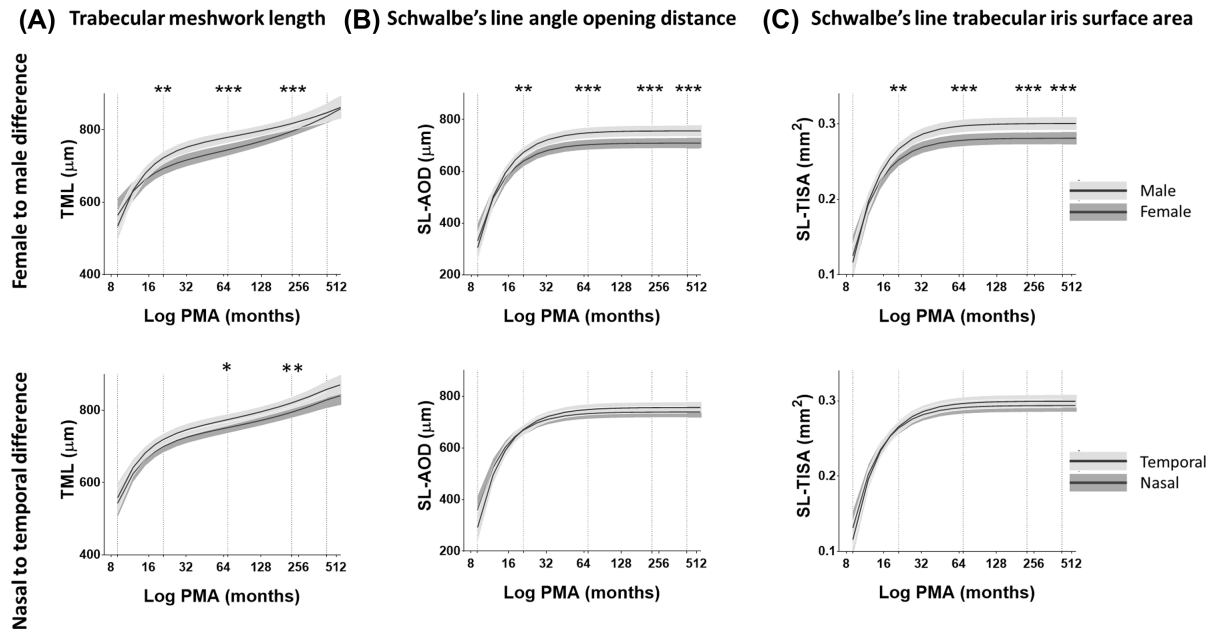 (A) Trabecular meshwork length
(B) Schwalbe's line angle opening distance
(C) Schwalbe's line trabecular iris surface area
Female to male difference
** *** ***
TML (μm)
800
600
400
8 16 32 64 128 256 512
Log PMA (months)
** *** *** ***
SL-AOD (μm)
800
600
400
200
8 16 32 64 128 256 512
Log PMA (months)
** *** *** ***
SL-TISA (mm²)
0.3
0.2
0.1
8 16 32 64 128 256 512
Log PMA (months)
Male
Female
Nasal to temporal difference
* **
TML (μm)
800
600
400
8 16 32 64 128 256 512
Log PMA (months)
SL-AOD (μm)
800
600
400
200
8 16 32 64 128 256 512
Log PMA (months)
SL-TISA (mm²)
0.3
0.2
0.1
8 16 32 64 128 256 512
Log PMA (months)
Temporal
Nasal